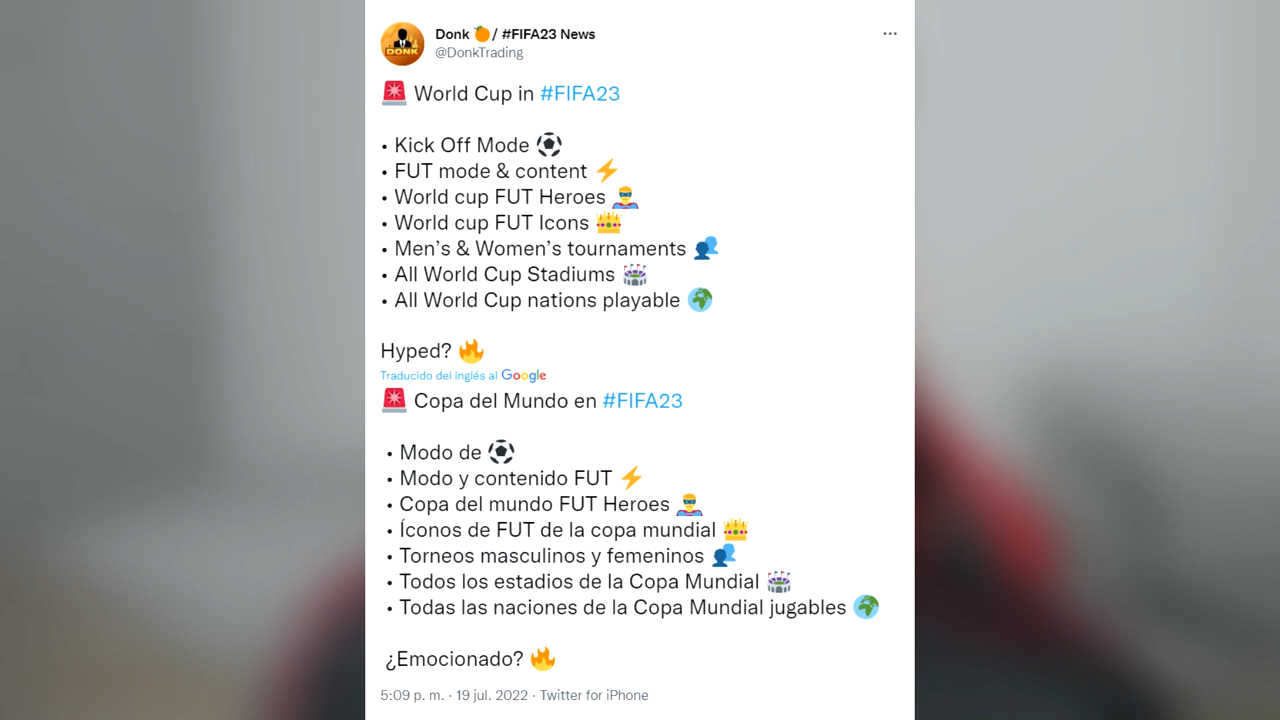 Donk 🍊/ #FIFA23 News
@DonkTrading
DONK
🚨 World Cup in #FIFA23
• Kick Off Mode ⚽
• FUT mode & content ⚡
• World cup FUT Heroes 🦸‍♂️
• World cup FUT Icons 👑
• Men’s & Women’s tournaments 👥
• All World Cup Stadiums 🏟️
• All World Cup nations playable 🌍
Hyped? 🔥
Traducido del inglés al Google
🚨 Copa del Mundo en #FIFA23
• Modo de ⚽
• Modo y contenido FUT ⚡
• Copa del mundo FUT Heroes 🦸‍♂️
• Íconos de FUT de la copa mundial 👑
• Torneos masculinos y femeninos 👥
• Todos los estadios de la Copa Mundial 🏟️
• Todas las naciones de la Copa Mundial jugables 🌍
¿Emocionado? 🔥
5:09 p. m. · 19 jul. 2022 · Twitter for iPhone